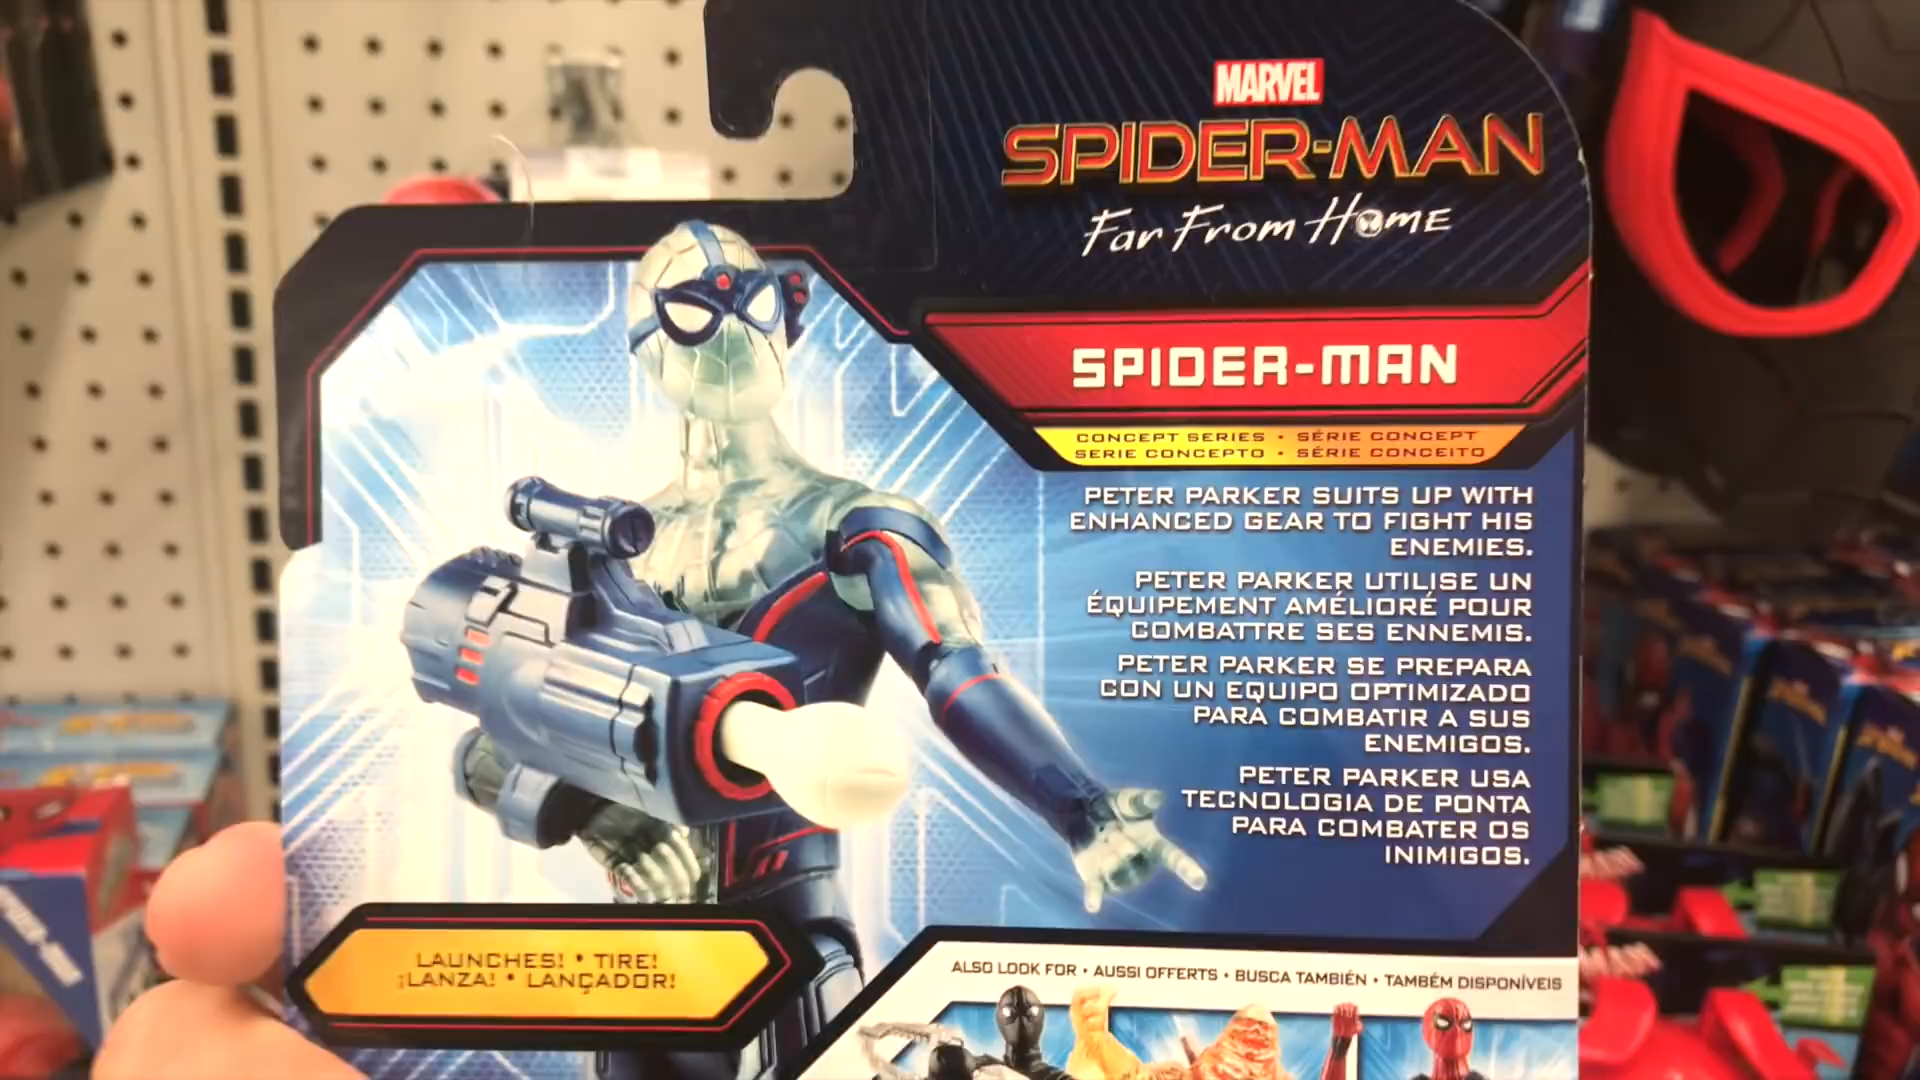 MARVEL
SPIDER-MAN
Far From Home
SPIDER-MAN
CONCEPT SERIES • SÉRIE CONCEPT
SERIE CONCEPTO • SÉRIE CONCEITO
PETER PARKER SUITS UP WITH
ENHANCED GEAR TO FIGHT HIS
ENEMIES.
PETER PARKER UTILISE UN
ÉQUIPEMENT AMÉLIORÉ POUR
COMBATTRE SES ENNEMIS.
PETER PARKER SE PREPARA
CON UN EQUIPO OPTIMIZADO
PARA COMBATIR A SUS
ENEMIGOS.
PETER PARKER USA
TECNOLOGIA DE PONTA
PARA COMBATER OS
INIMIGOS.
LAUNCHES! • TIRE!
¡LANZA! • LANÇADOR!
ALSO LOOK FOR • AUSSI OFFERTS • BUSCA TAMBIÉN • TAMBÉM DISPONÍVEIS